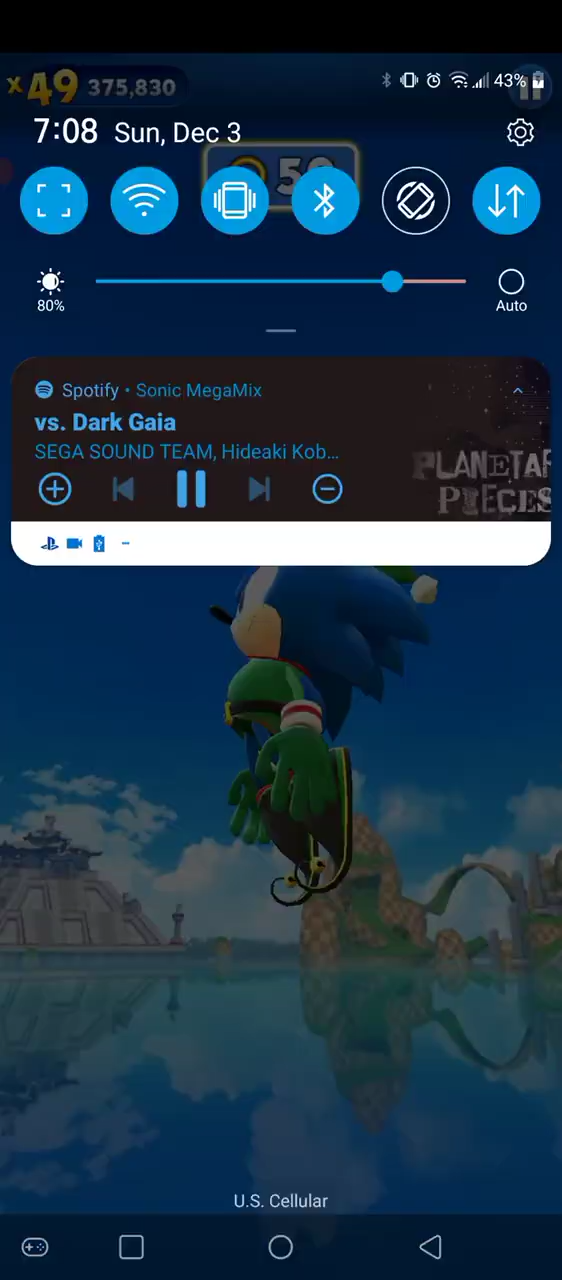 x49 375,830
43%
7:08 Sun, Dec 3
80%
Auto
Spotify • Sonic MegaMix
vs. Dark Gaia
SEGA SOUND TEAM, Hideaki Kob...
PLANETAR
PIECES
U.S. Cellular